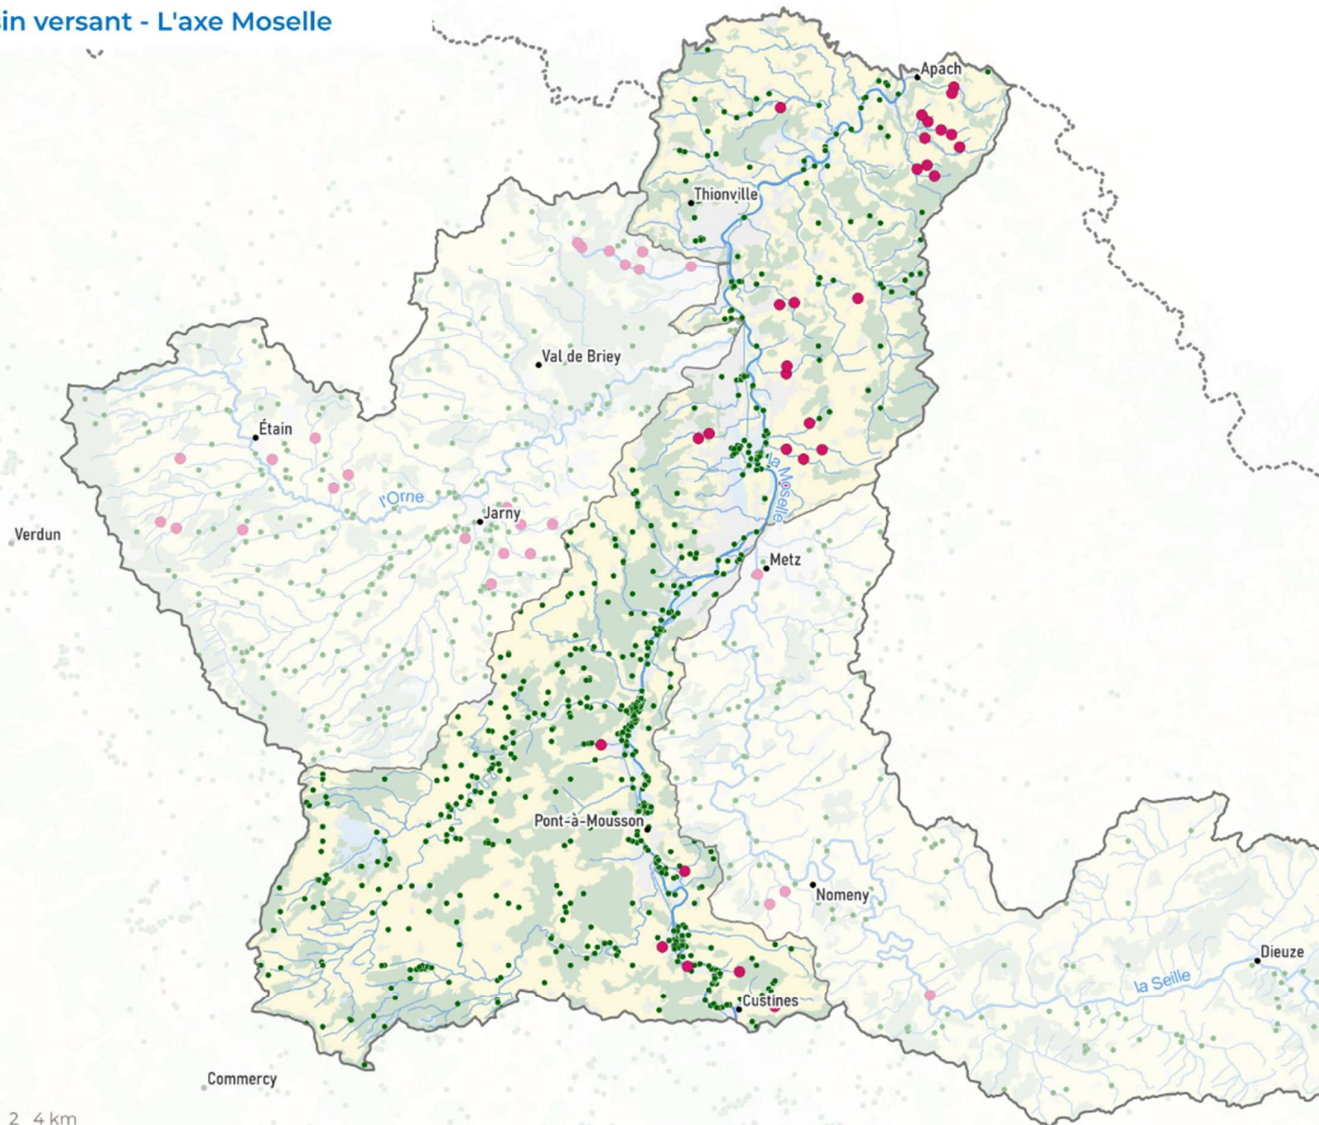 sin versant - L'axe Moselle
Apach
Thionville
Val de Briey
Étain
l'Orne
Jarny
la Moselle
Verdun
Metz
Pont-à-Mousson
Nomeny
Dieuze
la Seille
Custines
Commercy
2 4 km